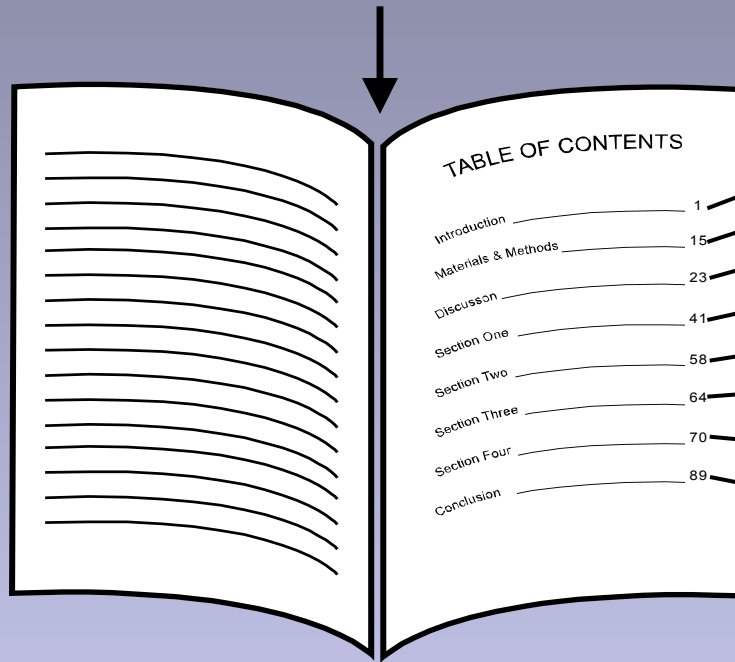 TABLE OF CONTENTS
Introduction 1
Materials & Methods 15
Discusson 23
Section One 41
Section Two 58
Section Three 64
Section Four 70
Conclusion 89